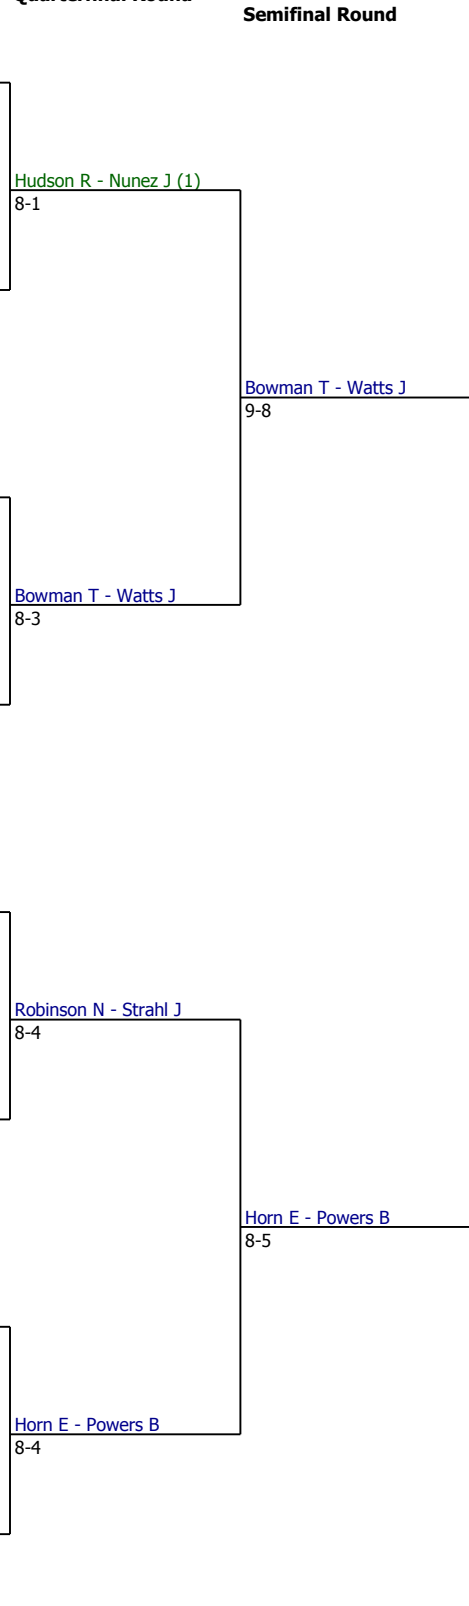 Quarterfinal Round
Semifinal Round
Hudson R - Nunez J (1)
8-1
Bowman T - Watts J
9-8
Bowman T - Watts J
8-3
Robinson N - Strahl J
8-4
Horn E - Powers B
8-5
Horn E - Powers B
8-4